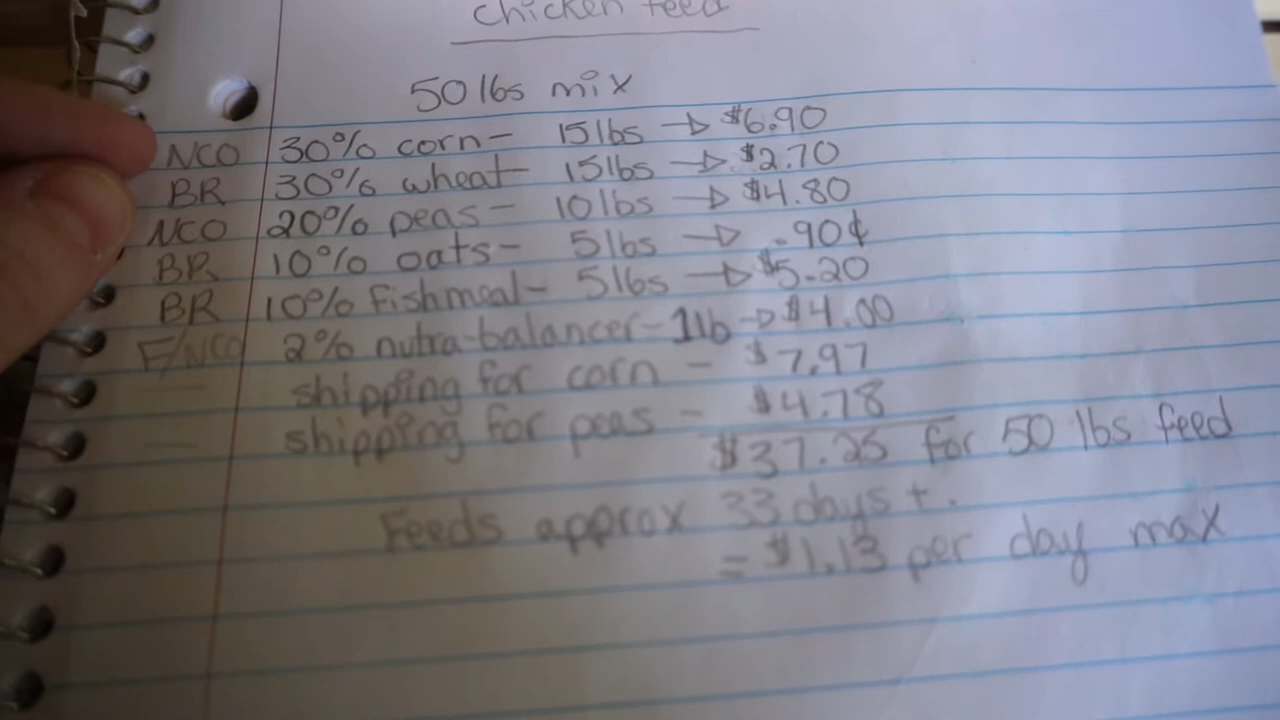 Chicken Feed
50 lbs mix
NCO 30% corn - 15 lbs → $6.90
BR 30% wheat - 15 lbs → $2.70
NCO 20% peas - 10 lbs → $4.80
BR 10% oats - 5 lbs → .90¢
BR 10% fishmeal - 5 lbs → $5.20
F/NCO 2% nutra-balancer - 1 lb → $4.00
— shipping for corn - $7.97
— shipping for peas - $4.78
$37.25 for 50 lbs feed
Feeds approx 33 days +.
= $1.13 per day max